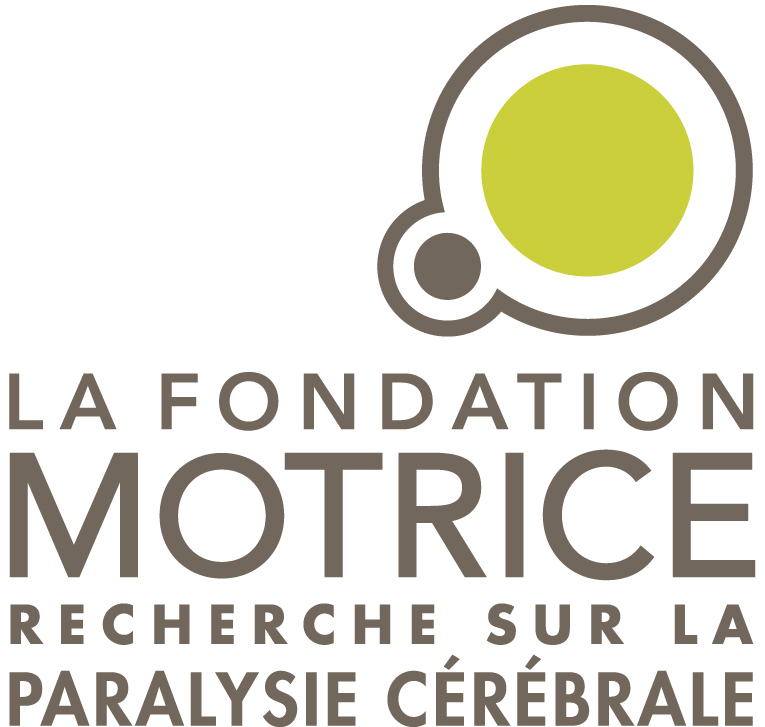 LA FONDATION
MOTRICE
RECHERCHE SUR LA
PARALYSIE CÉRÉBRALE